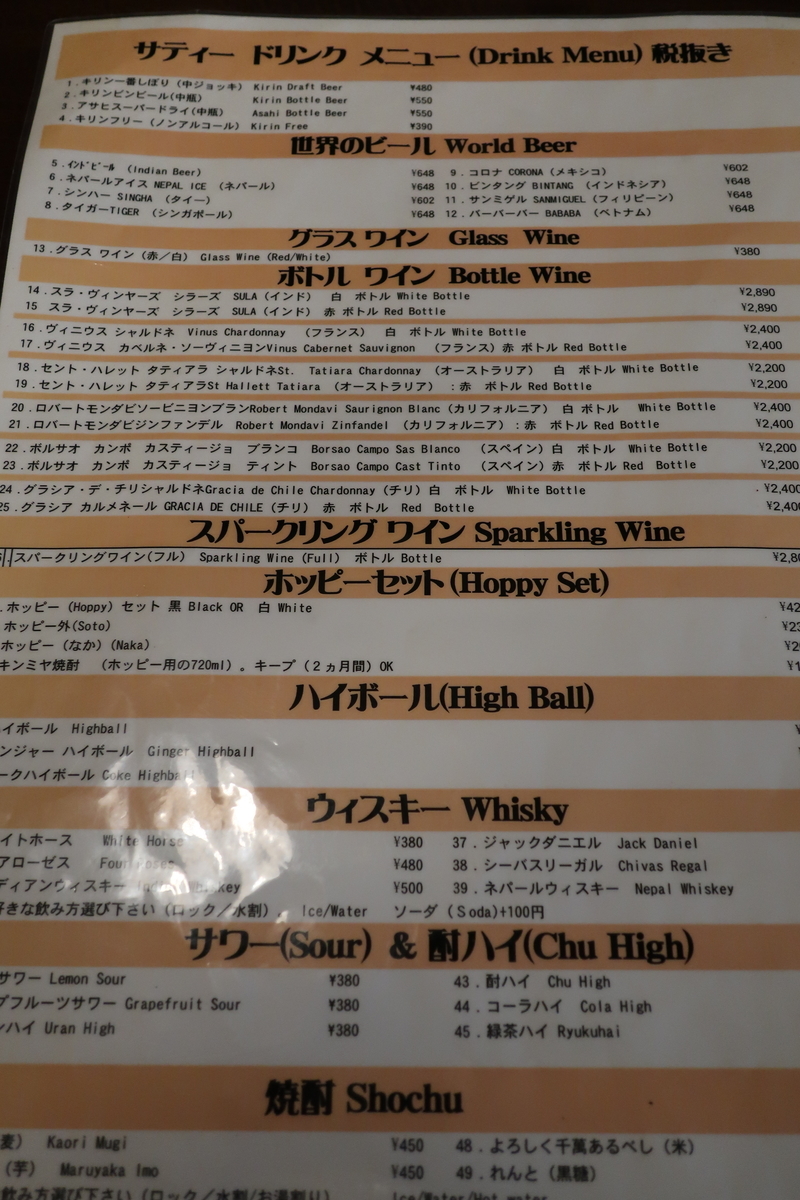 サティー ドリンク メニュー (Drink Menu) 税抜き
1．キリン一番しぼり（中ジョッキ） Kirin Draft Beer ¥480
2．キリンビンビール(中瓶) Kirin Bottle Beer ¥550
3．アサヒスーパードライ(中瓶) Asahi Bottle Beer ¥550
4．キリンフリー（ノンアルコール） Kirin Free ¥390
世界のビール World Beer
5．ｲﾝﾄﾞﾋﾞｰﾙ （Indian Beer） ¥648 9．コロナ CORONA（メキシコ） ¥602
6．ネパールアイス NEPAL ICE （ネパール） ¥648 10．ビンタング BINTANG （インドネシア） ¥648
7．シンハー SINGHA （タイー） ¥602 11．サンミゲル SANMIGUEL（フィリピーン） ¥648
8．タイガーTIGER （シンガポール） ¥648 12．バーバーバー BABABA （ベトナム） ¥648
グラス ワイン Glass Wine
13．グラス ワイン（赤／白） Glass Wine (Red/White) ¥380
ボトル ワイン Bottle Wine
14．スラ・ヴィンヤーズ シラーズ SULA（インド） 白 ボトル White Bottle ¥2,890
15 スラ・ヴィンヤーズ シラーズ SULA（インド） 赤 ボトル Red Bottle ¥2,890
16．ヴィニウス シャルドネ Vinus Chardonnay （フランス） 白 ボトル White Bottle ¥2,400
17．ヴィニウス カベルネ・ソーヴィニヨンVinus Cabernet Sauvignon （フランス）赤 ボトル Red Bottle ¥2,400
18．セント・ハレット タティアラ シャルドネSt. Tatiara Chardonnay （オーストラリア） 白 ボトル White Bottle ¥2,200
19．セント・ハレット タティアラSt Hallett Tatiara （オーストラリア） ：赤 ボトル Red Bottle ¥2,200
20．ロバートモンダビソービニヨンブランRobert Mondavi Saurignon Blanc（カリフォルニア） 白 ボトル White Bottle ¥2,400
21．ロバートモンダビジンファンデル Robert Mondavi Zinfandel （カリフォルニア）：赤 ボトル Red Bottle ¥2,400
22．ボルサオ カンポ カスティージョ ブランコ Borsao Campo Sas Blanco （スペイン）白 ボトル White Bottle ¥2,200
23．ボルサオ カンポ カスティージョ ティント Borsao Campo Cast Tinto （スペイン）赤 ボトル Red Bottle ¥2,200
24．グラシア・デ・チリシャルドネGracia de Chile Chardonnay（チリ）白 ボトル White Bottle ¥2,400
25．グラシア カルメネール GRACIA DE CHILE（チリ） 赤 ボトル Red Bottle ¥2,400
スパークリング ワイン Sparkling Wine
スパークリングワイン(フル) Sparkling Wine (Full) ボトル Bottle ¥2,8
ホッピーセット(Hoppy Set)
．ホッピー (Hoppy) セット 黒 Black OR 白 White ¥42
ホッピー外(Soto) ¥2
ホッピー（なか）(Naka) ¥2
キンミヤ焼酎 （ホッピー用の720ml）。キープ（２ヵ月間）OK ¥1
ハイボール(High Ball)
イボール Highball ¥
ンジャー ハイボール Ginger Highball
ークハイボール Coke Highball
ウィスキー Whisky
イトホース White Horse ¥380 37．ジャックダニエル Jack Daniel
アローゼス Four Roses ¥480 38．シーバスリーガル Chivas Regal
ディアンウィスキー ¥500 39．ネパールウィスキー Nepal Whiskey
好きな飲み方選び下さい（ロック／水割）． Ice/Water ソーダ（Ｓoda)+100円
サワー(Sour) & 酎ハイ(Chu High)
サワー Lemon Sour ¥380 43．酎ハイ Chu High
プフルーツサワー Grapefruit Sour ¥380 44．コーラハイ Cola High
ハイ Uran High ¥380 45．緑茶ハイ Ryokuhai
焼酎 Shochu
麦） Kaori Mugi ¥450 48．よろしく千萬あるべし（米）
（芋） Maruyaka Imo ¥450 49．れんと（黒糖）
飲み方選び下さい（ロック／水割/お湯割り） Ice/Water/Hot water